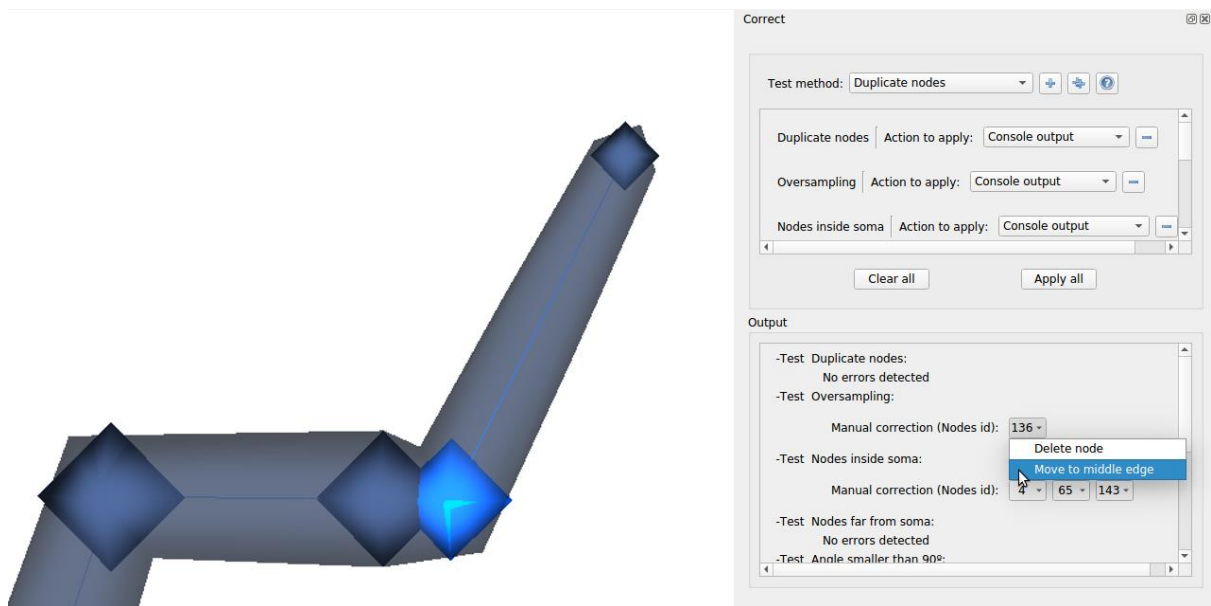 Correct
Test method: Duplicate nodes
Duplicate nodes Action to apply: Console output
Oversampling Action to apply: Console output
Nodes inside soma Action to apply: Console output
Clear all Apply all
Output
-Test Duplicate nodes:
No errors detected
-Test Oversampling:
Manual correction (Nodes id): 136
Delete node
-Test Nodes inside soma:
Move to middle edge
Manual correction (Nodes id): 4 65 143
-Test Nodes far from soma:
No errors detected
-Test Angle smaller than 90º: